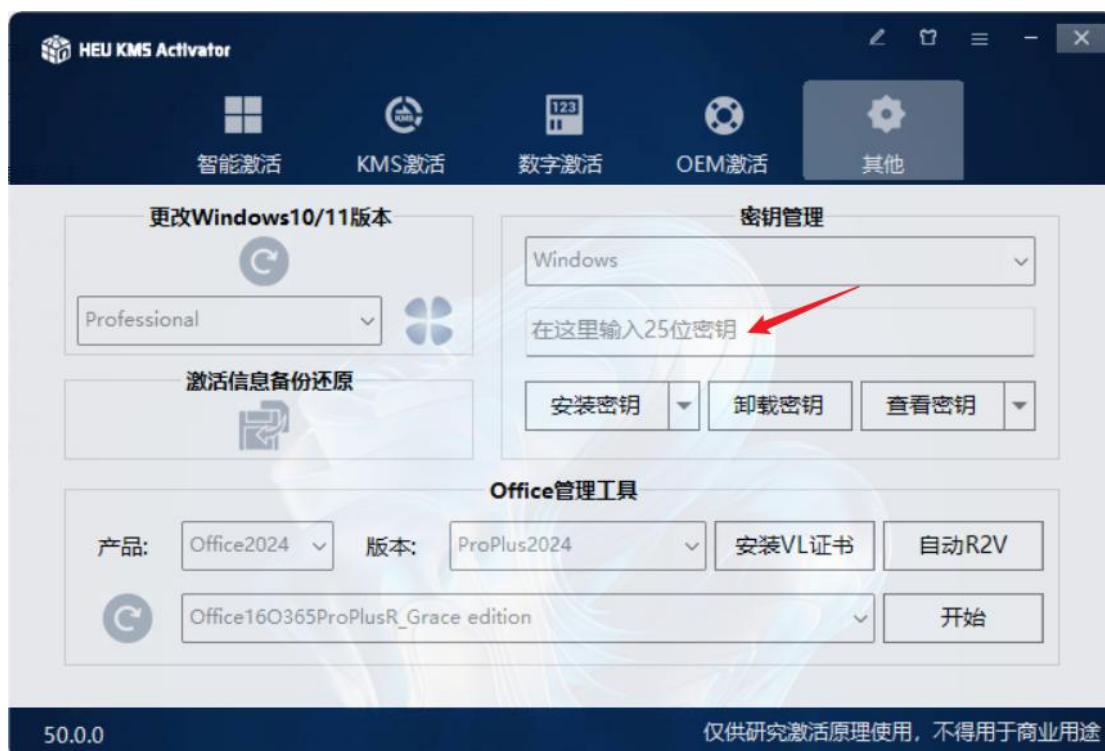 HEU KMS Activator
智能激活
KMS激活
数字激活
OEM激活
其他
更改Windows10/11版本
Professional
激活信息备份还原
密钥管理
Windows
在这里输入25位密钥
安装密钥
卸载密钥
查看密钥
Office管理工具
产品:
Office2024
版本:
ProPlus2024
安装VL证书
自动R2V
Office16O365ProPlusR_Grace edition
开始
50.0.0
仅供研究激活原理使用，不得用于商业用途